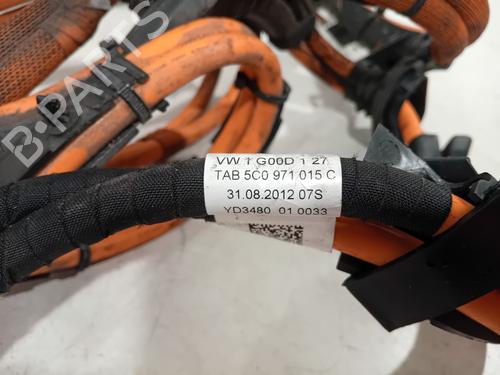 B-PARTS
VW 1 G00D 1 27
TAB 5C0 971 015 C
31.08.2012 07S
YD3480 01 0033